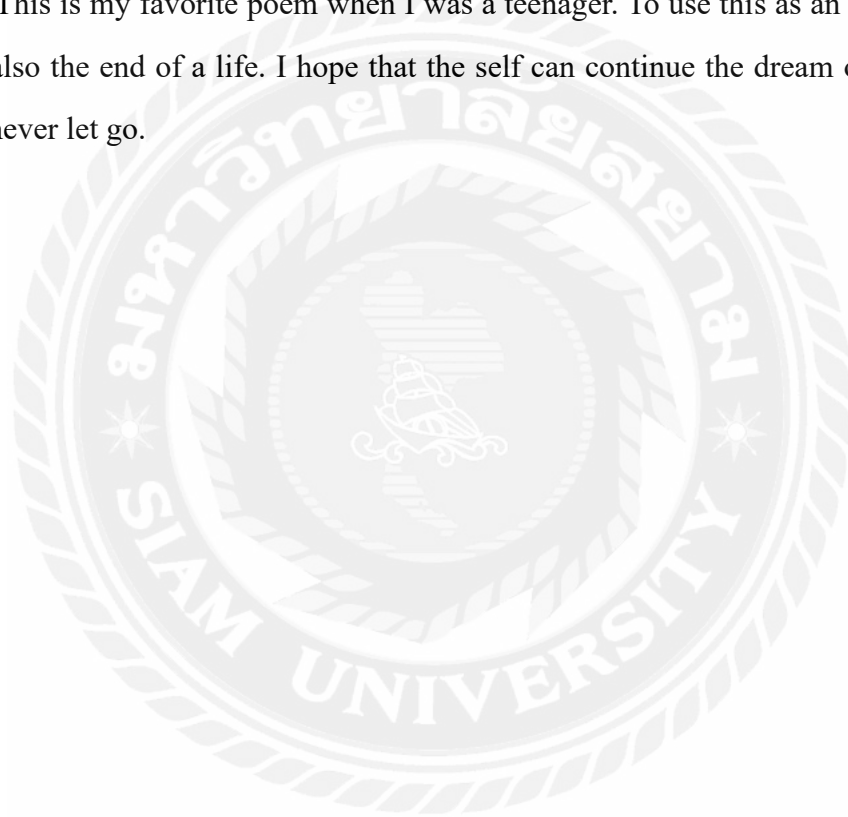 This is my favorite poem when I was a teenager. To use this as an
also the end of a life. I hope that the self can continue the dream
never let go.
มหาวิทยาลัยสยาม
SIAM UNIVERSITY